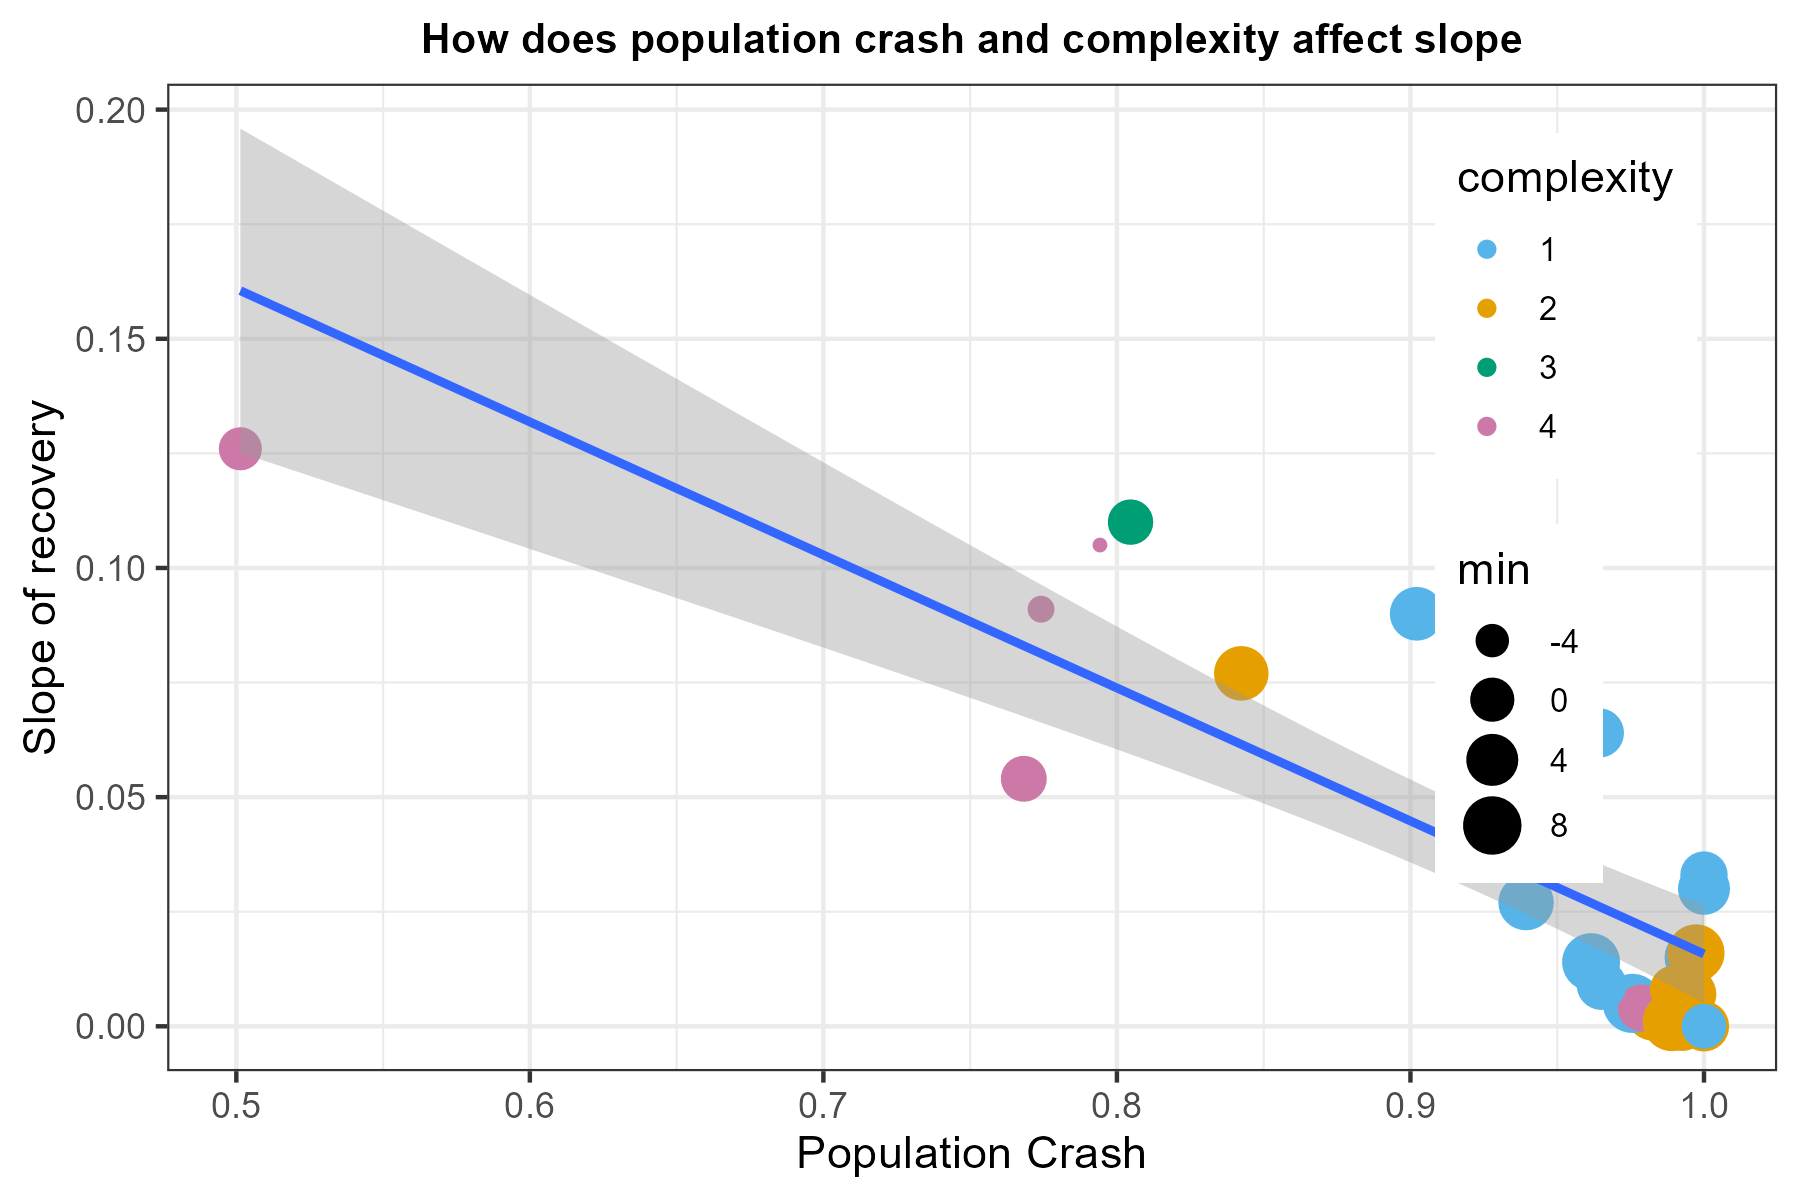 How does population crash and complexity affect slope
0.20
0.15
0.10
0.05
0.00
Slope of recovery
complexity
1
2
3
4
min
-4
0
4
8
0.5 0.6 0.7 0.8 0.9 1.0
Population Crash